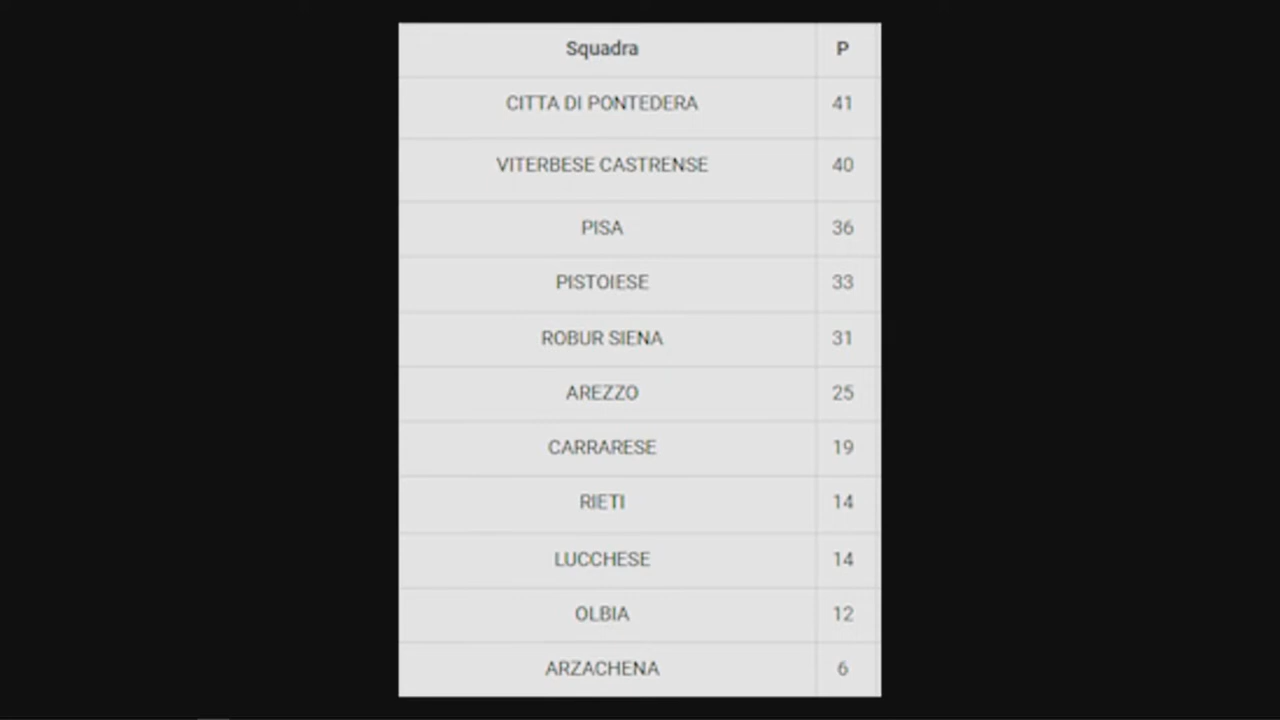 Squadra P
CITTA DI PONTEDERA 41
VITERBESE CASTRENSE 40
PISA 36
PISTOIESE 33
ROBUR SIENA 31
AREZZO 25
CARRARESE 19
RIETI 14
LUCCHESE 14
OLBIA 12
ARZACHENA 6